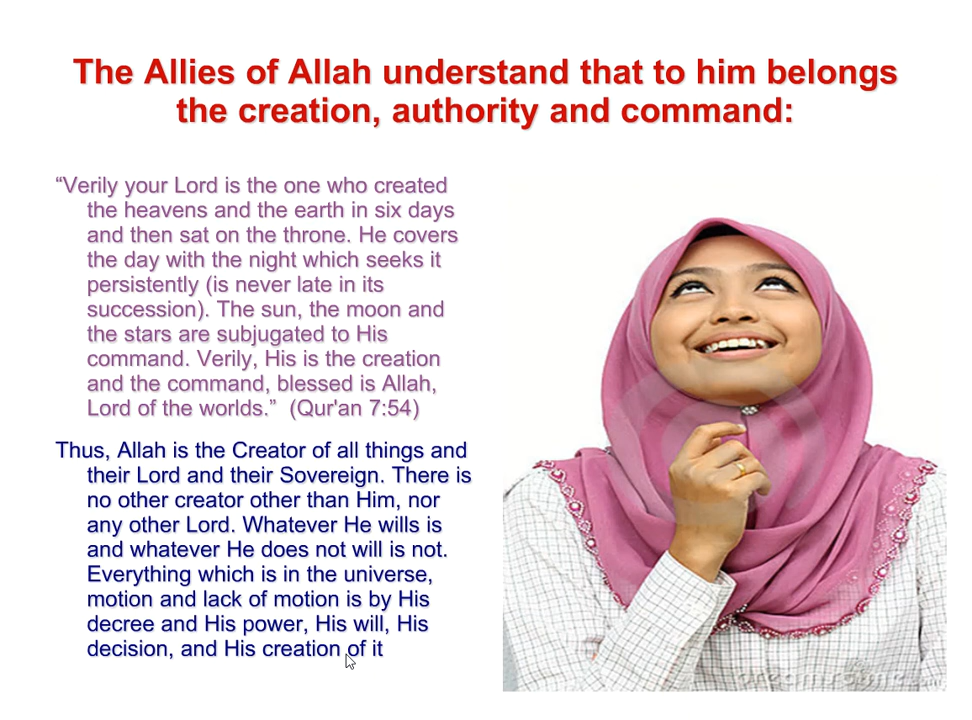 The Allies of Allah understand that to him belongs
the creation, authority and command:
“Verily your Lord is the one who created
the heavens and the earth in six days
and then sat on the throne. He covers
the day with the night which seeks it
persistently (is never late in its
succession). The sun, the moon and
the stars are subjugated to His
command. Verily, His is the creation
and the command, blessed is Allah,
Lord of the worlds.” (Qur'an 7:54)
Thus, Allah is the Creator of all things and
their Lord and their Sovereign. There is
no other creator other than Him, nor
any other Lord. Whatever He wills is
and whatever He does not will is not.
Everything which is in the universe,
motion and lack of motion is by His
decree and His power, His will, His
decision, and His creation of it
dreamstime.com